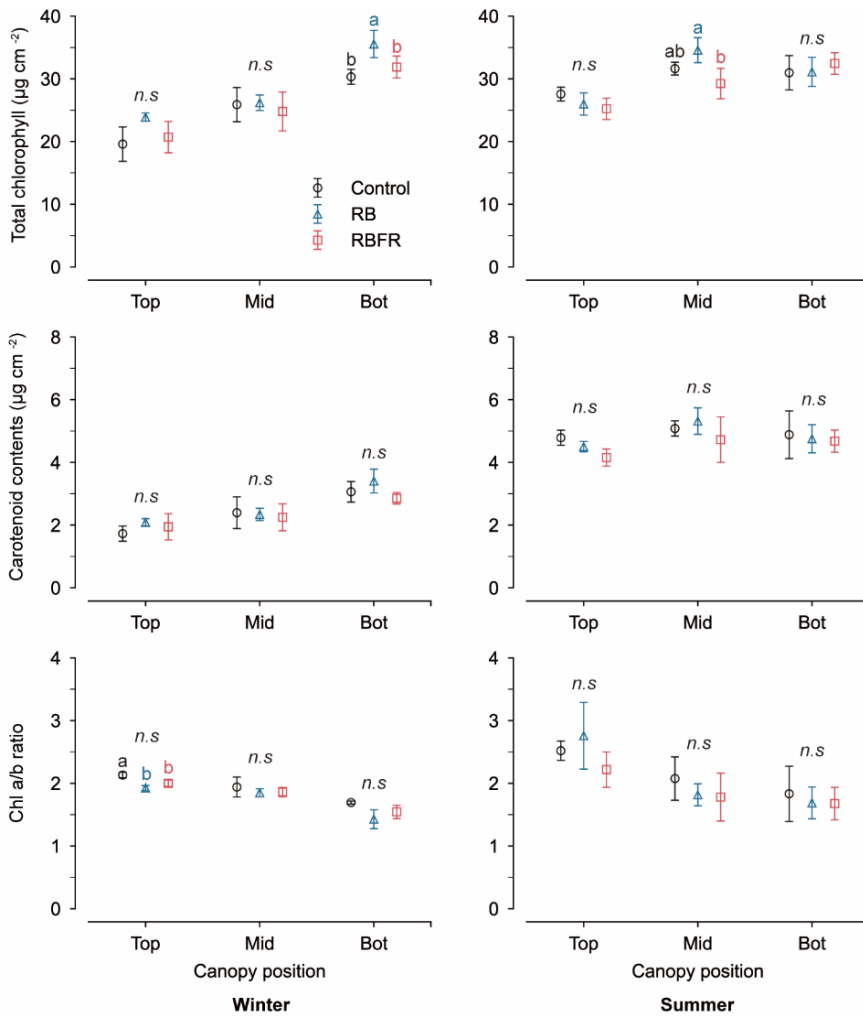 Total chlorophyll (µg cm -2)
40
30
20
10
0
n.s
n.s
b
a
b
Control
RB
RBFR
Top
Mid
Bot
40
30
20
10
0
n.s
ab
a
b
n.s
Top
Mid
Bot
Carotenoid contents (µg cm -2)
8
6
4
2
0
n.s
n.s
n.s
Top
Mid
Bot
8
6
4
2
0
n.s
n.s
n.s
Top
Mid
Bot
Chl a/b ratio
4
3
2
1
0
n.s
a
b
b
n.s
n.s
Top
Mid
Bot
Canopy position
Winter
4
3
2
1
0
n.s
n.s
n.s
Top
Mid
Bot
Canopy position
Summer